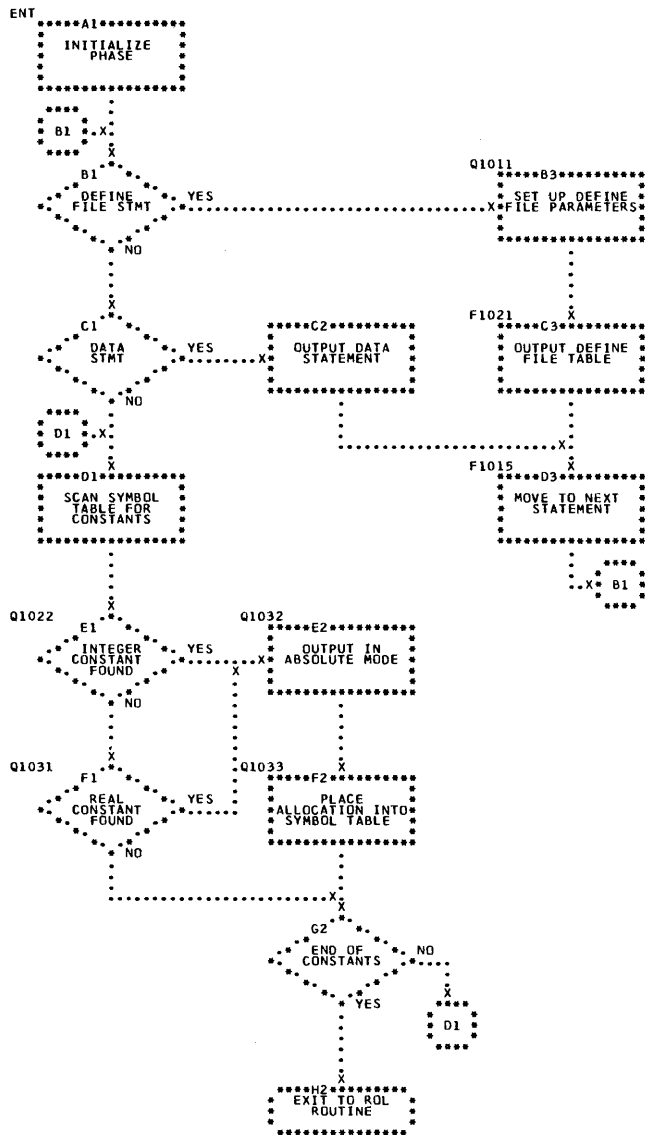 ENT
A1
INITIALIZE
PHASE
B1
B1
DEFINE
FILE STMT
YES
NO
Q1011
B3
SET UP DEFINE
FILE PARAMETERS
C1
DATA
STMT
YES
NO
C2
OUTPUT DATA
STATEMENT
F1021
C3
OUTPUT DEFINE
FILE TABLE
D1
D1
SCAN SYMBOL
TABLE FOR
CONSTANTS
F1015
D3
MOVE TO NEXT
STATEMENT
B1
Q1022
E1
INTEGER
CONSTANT
FOUND
YES
NO
Q1032
E2
OUTPUT IN
ABSOLUTE MODE
Q1031
F1
REAL
CONSTANT
FOUND
YES
NO
Q1033
F2
PLACE
ALLOCATION INTO
SYMBOL TABLE
G2
END OF
CONSTANTS
NO
YES
D1
H2
EXIT TO ROL
ROUTINE